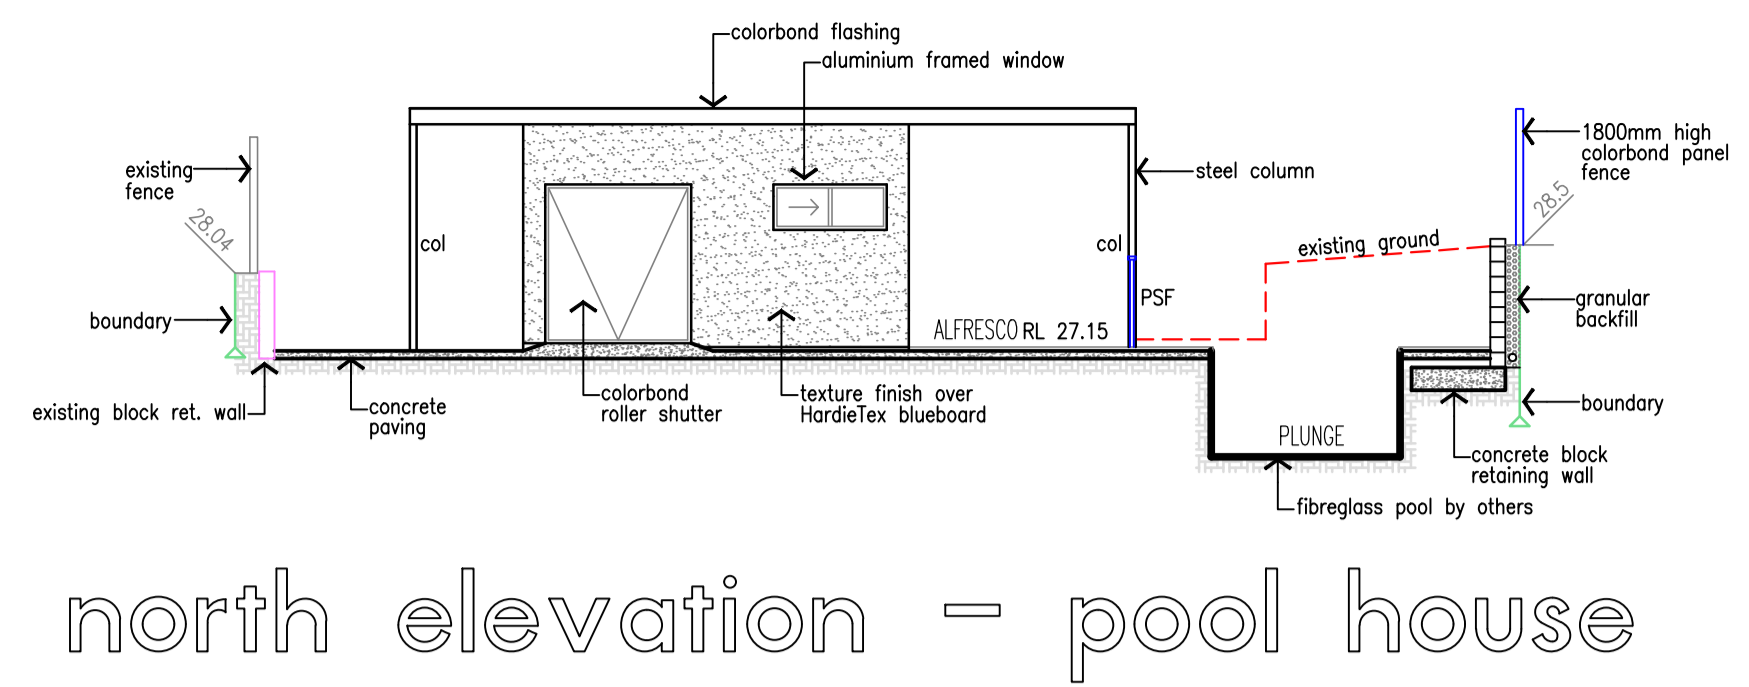 colorbond flashing
aluminium framed window
existing
fence
28.04
1800mm high
colorbond panel
fence
28.5
steel column
col
col
existing ground
PSF
granular
backfill
boundary
ALFRESCO RL 27.15
existing block ret. wall
concrete
paving
colorbond
roller shutter
texture finish over
HardieTex blueboard
PLUNGE
boundary
concrete block
retaining wall
fibreglass pool by others
north elevation – pool house